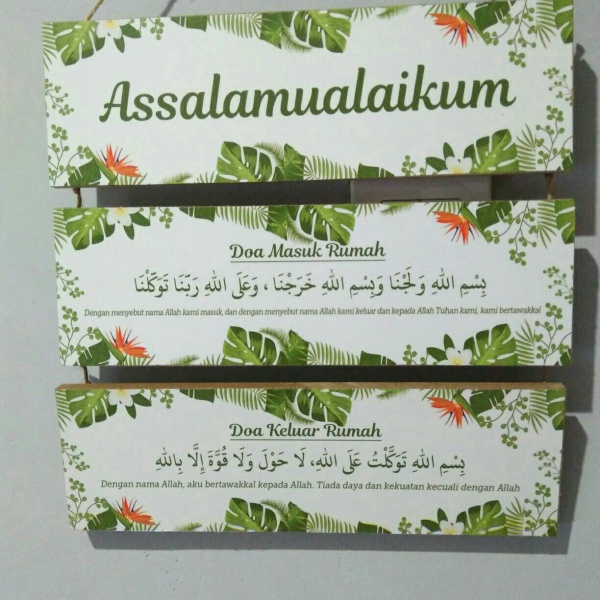 Assalamualaikum
Doa Masuk Rumah
بِسْمِ اللهِ وَلَجْنَا وَبِسْمِ اللهِ خَرَجْنَا ، وَعَلَى اللهِ رَبِّنَا تَوَكَّلْنَا
Dengan menyebut nama Allah kami masuk, dan dengan menyebut nama Allah kami keluar dan kepada Allah Tuhan kami, kami bertawakkal
Doa Keluar Rumah
بِسْمِ اللهِ تَوَكَّلْتُ عَلَى اللهِ، لَا حَوْلَ وَلَا قُوَّةَ إِلَّا بِاللهِ
Dengan nama Allah, aku bertawakkal kepada Allah. Tiada daya dan kekuatan kecuali dengan Allah